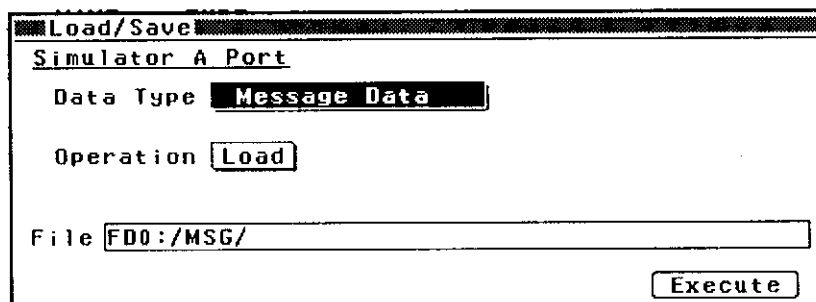 Load/Save
Simulator A Port
Data Type Message Data
Operation Load
File FD0:/MSG/
Execute